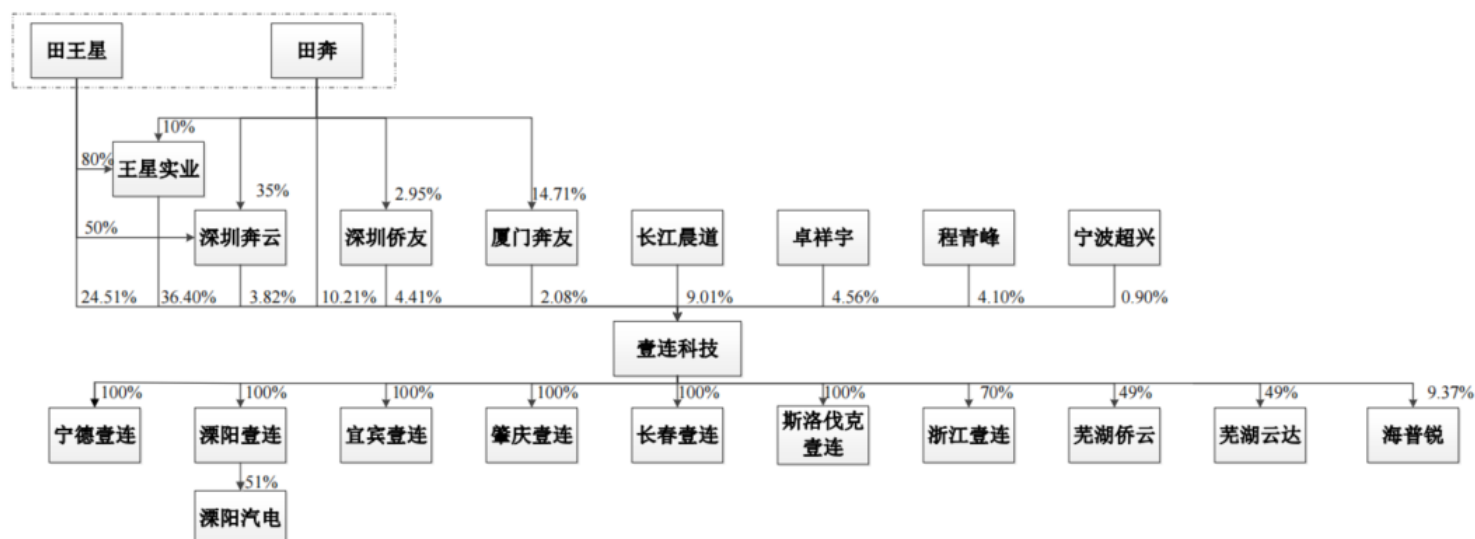 田王星
田奔
10%
80%
王星实业
35%
2.95%
14.71%
50%
深圳奔云
深圳侨友
厦门奔友
长江晨道
卓祥宇
程青峰
宁波超兴
24.51%
36.40%
3.82%
10.21%
4.41%
2.08%
9.01%
4.56%
4.10%
0.90%
壹连科技
100%
100%
100%
100%
100%
100%
70%
49%
49%
9.37%
宁德壹连
溧阳壹连
宜宾壹连
肇庆壹连
长春壹连
斯洛伐克
壹连
浙江壹连
芜湖侨云
芜湖云达
海普锐
51%
溧阳汽电